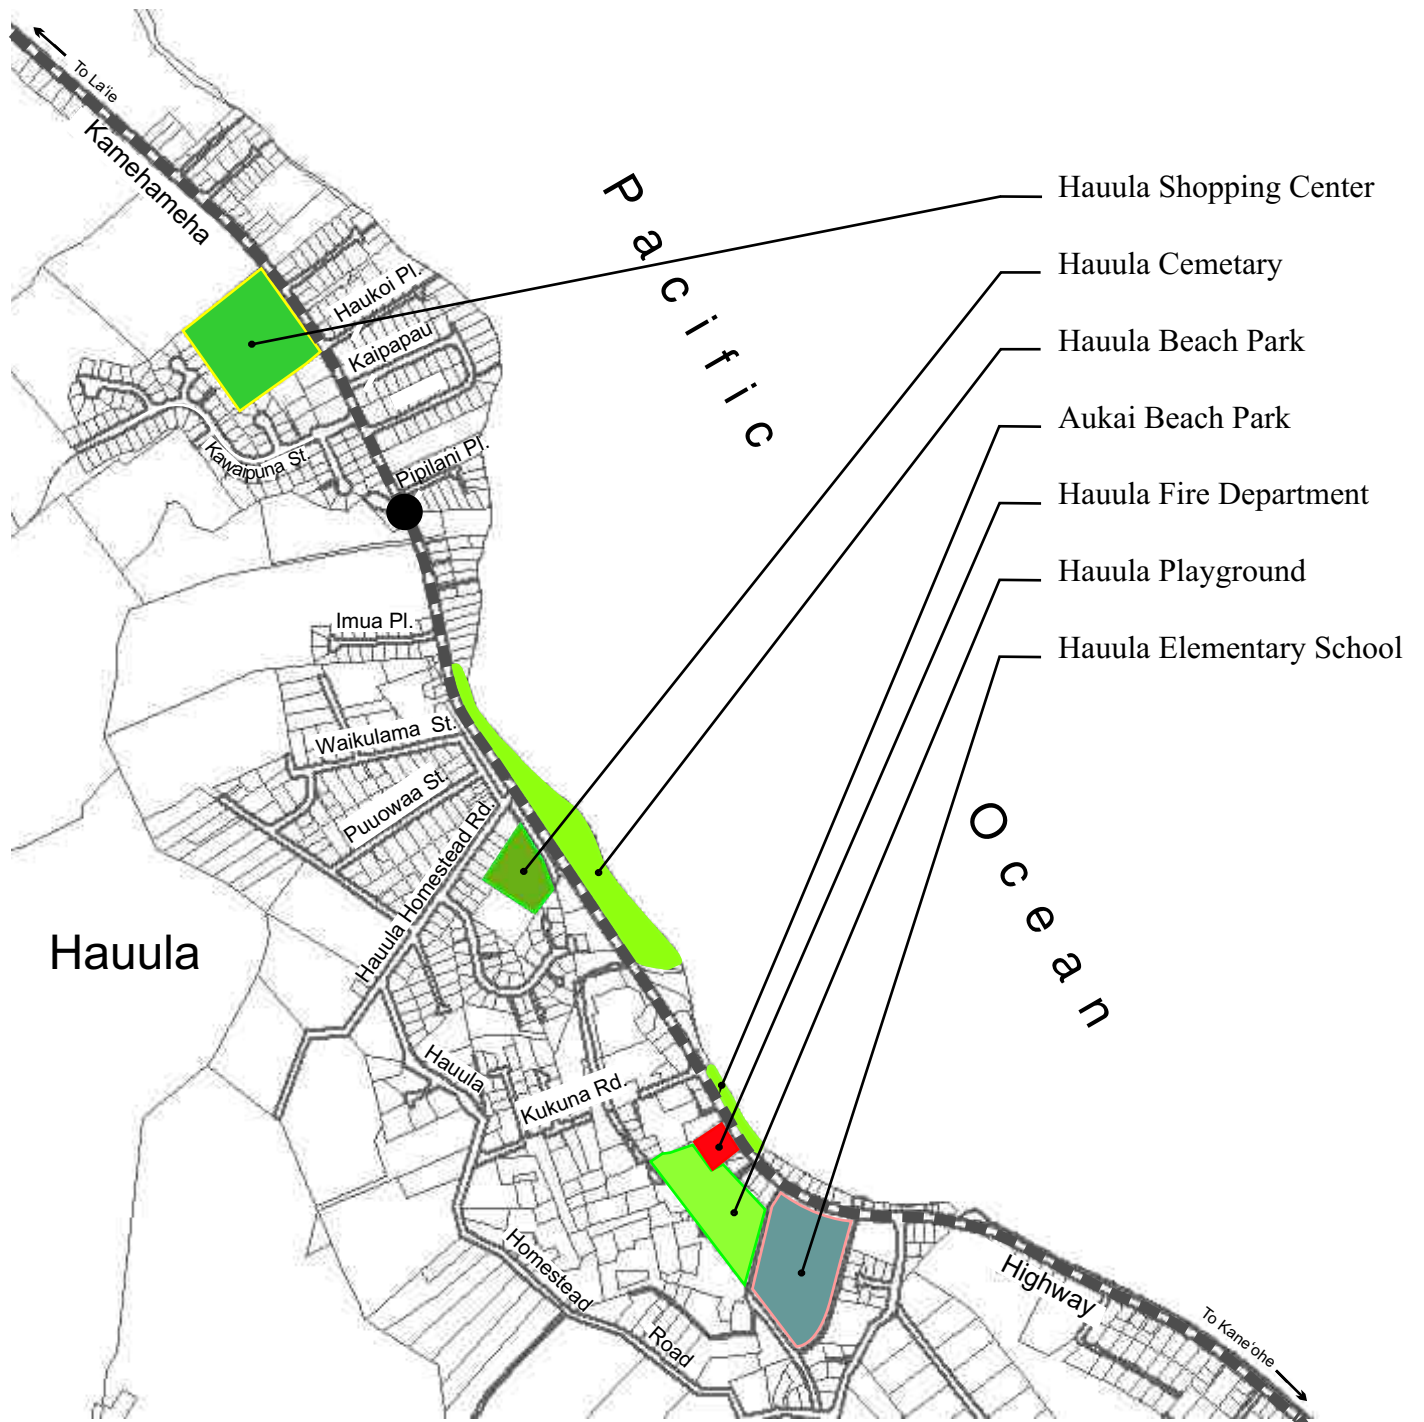 To La'ie
Kamehameha
Pacific
Hauula Shopping Center
Hauula Cemetary
Hauula Beach Park
Aukai Beach Park
Hauula Fire Department
Hauula Playground
Hauula Elementary School
Haukoi Pl.
Kaipapau
Kawaipuna St.
Pipilani Pl.
Imua Pl.
Waikulama St.
Puuowaa St.
Hauula Homestead Rd.
Ocean
Hauula
Hauula
Kukuna Rd.
Homestead
Road
Highway
To Kane'ohe